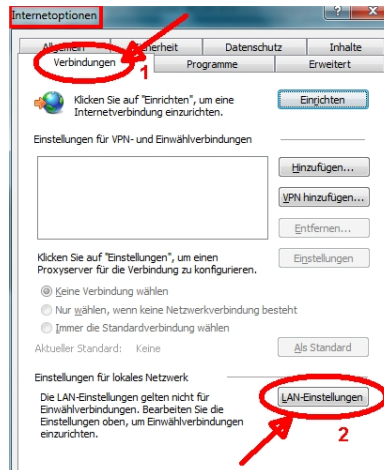 Internetoptionen
Allgemein Sicherheit Datenschutz Inhalte
Verbindungen Programme Erweitert
1
Klicken Sie auf "Einrichten", um eine
Internetverbindung einzurichten.
Einrichten
Einstellungen für VPN- und Einwählverbindungen
Hinzufügen...
VPN hinzufügen...
Entfernen...
Klicken Sie auf "Einstellungen", um einen
Proxyserver für die Verbindung zu konfigurieren.
Einstellungen
Keine Verbindung wählen
Nur wählen, wenn keine Netzwerkverbindung besteht
Immer die Standardverbindung wählen
Aktueller Standard: Keine
Als Standard
Einstellungen für lokales Netzwerk
Die LAN-Einstellungen gelten nicht für
Einwählverbindungen. Bearbeiten Sie die
Einstellungen oben, um Einwählverbindungen
einzurichten.
LAN-Einstellungen
2